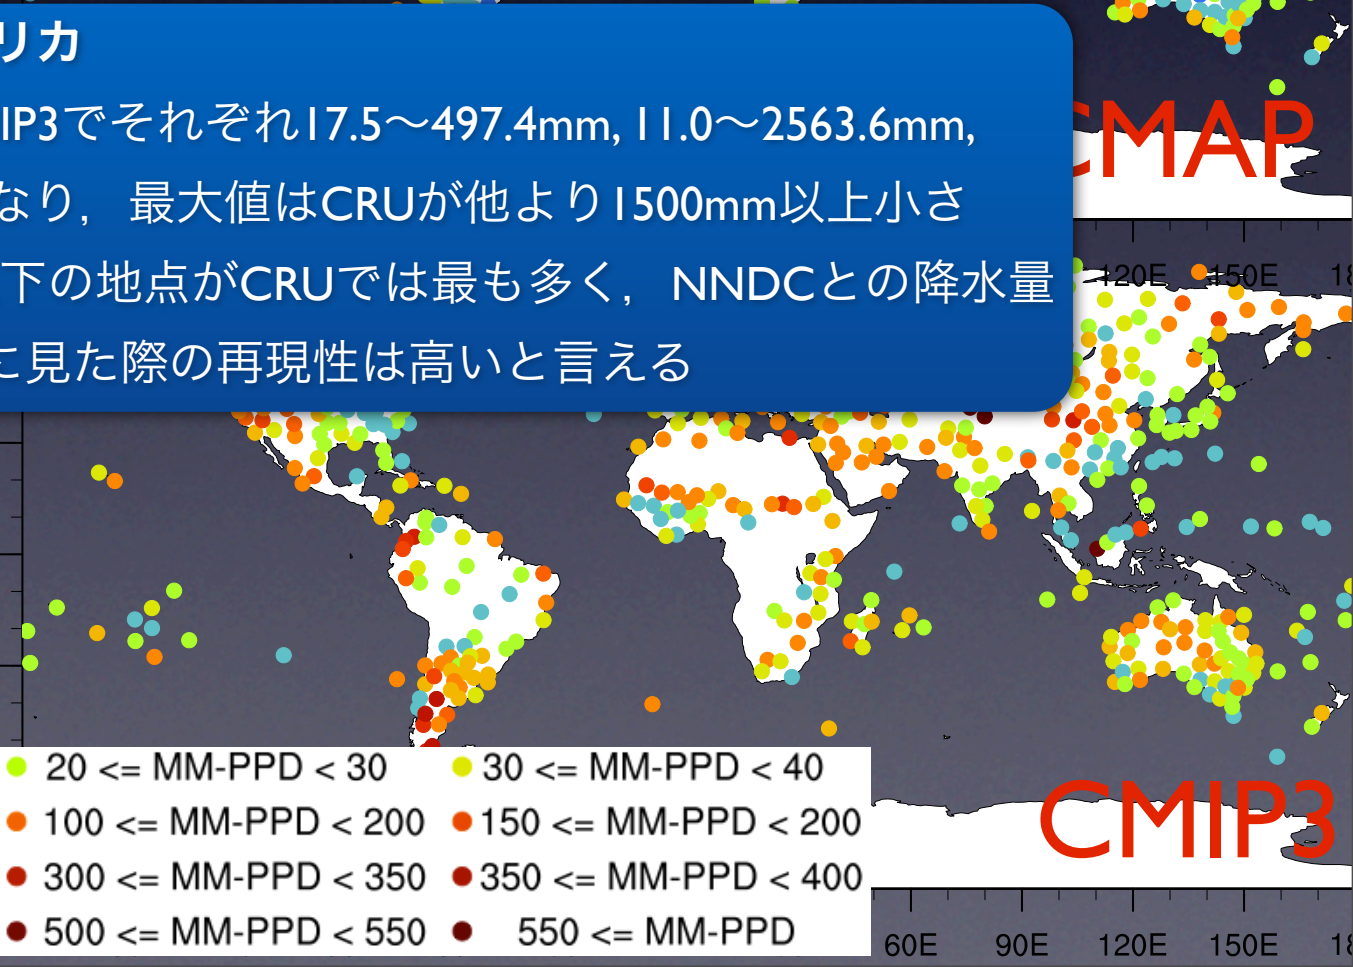 リカ
IP3でそれぞれ17.5〜497.4mm, 11.0〜2563.6mm,
なり，最大値はCRUが他より1500mm以上小さ
下の地点がCRUでは最も多く，NNDCとの降水量
に見た際の再現性は高いと言える
CMAP
120E 150E 18
CMIP3
20 <= MM-PPD < 30 30 <= MM-PPD < 40
100 <= MM-PPD < 200 150 <= MM-PPD < 200
300 <= MM-PPD < 350 350 <= MM-PPD < 400
500 <= MM-PPD < 550 550 <= MM-PPD
60E 90E 120E 150E 18